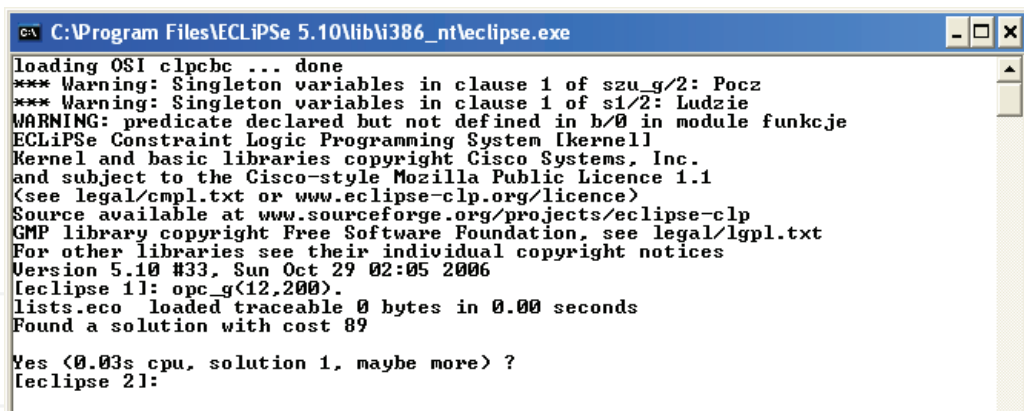 C:\Program Files\ECLiPSe 5.10\lib\i386_nt\eclipse.exe
loading OSI clpcbc ... done
*** Warning: Singleton variables in clause 1 of szu_g/2: Pocz
*** Warning: Singleton variables in clause 1 of s1/2: Ludzie
WARNING: predicate declared but not defined in b/0 in module funkcje
ECLiPSe Constraint Logic Programming System [kernel]
Kernel and basic libraries copyright Cisco Systems, Inc.
and subject to the Cisco-style Mozilla Public Licence 1.1
(see legal/cmpl.txt or www.eclipse-clp.org/licence)
Source available at www.sourceforge.org/projects/eclipse-clp
GMP library copyright Free Software Foundation, see legal/lgpl.txt
For other libraries see their individual copyright notices
Version 5.10 #33, Sun Oct 29 02:05 2006
[eclipse 1]: opc_g(12,200).
lists.eco  loaded traceable 0 bytes in 0.00 seconds
Found a solution with cost 89
Yes (0.03s cpu, solution 1, maybe more) ?
[eclipse 2]: